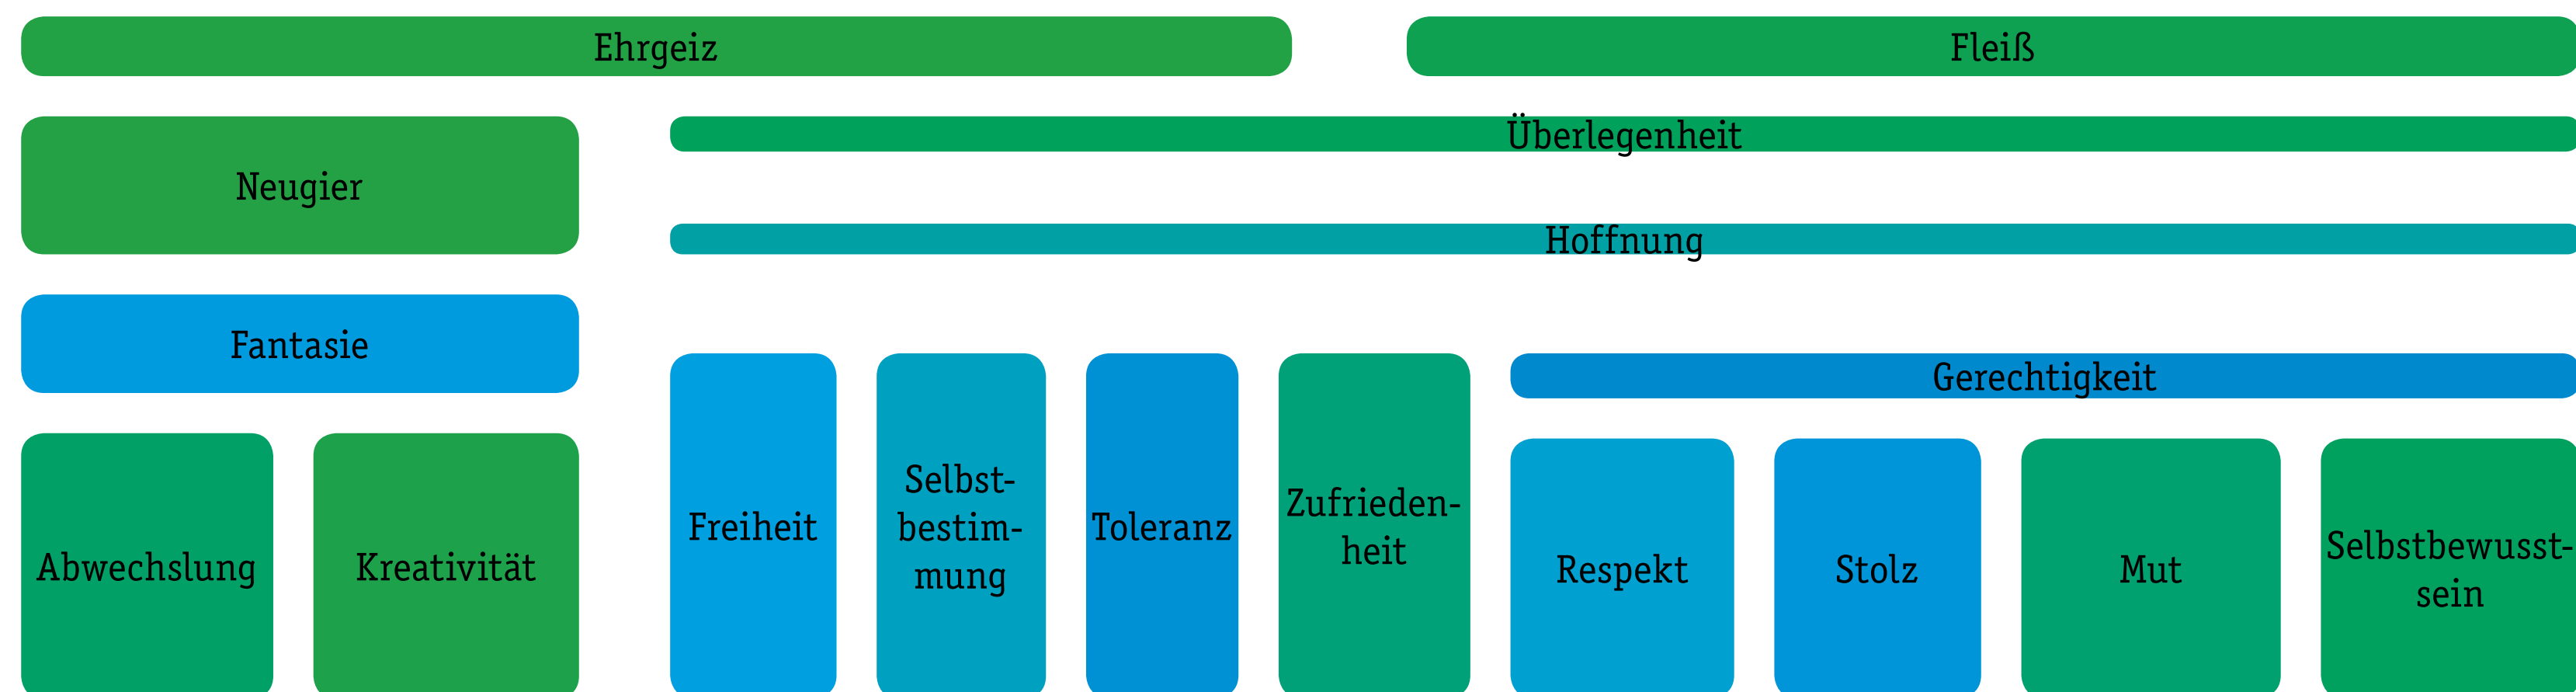 Ehrgeiz
Fleiß
Neugier
Überlegenheit
Hoffnung
Fantasie
Gerechtigkeit
Abwechslung
Kreativität
Freiheit
Selbst-
bestim-
mung
Toleranz
Zufrieden-
heit
Respekt
Stolz
Mut
Selbstbewusst-
sein